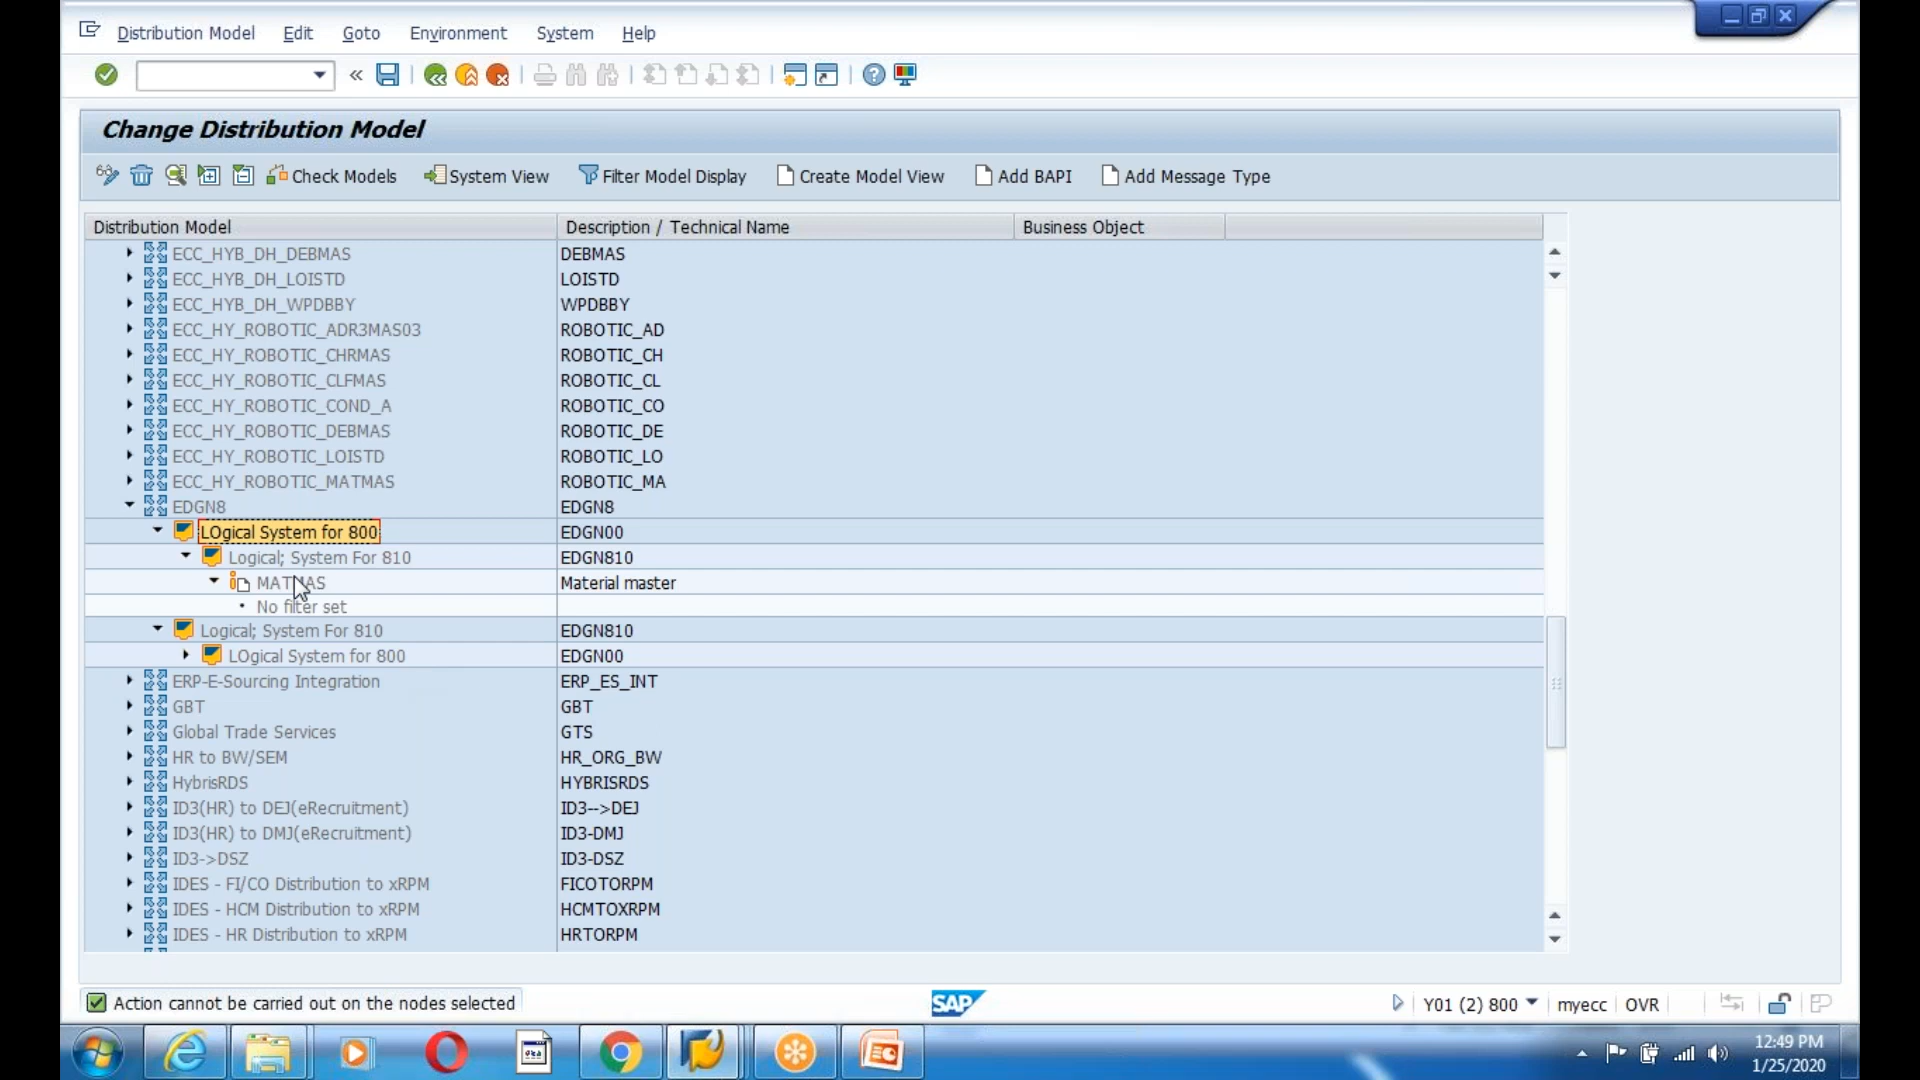 Distribution Model Edit Goto Environment System Help
Change Distribution Model
Check Models System View Filter Model Display Create Model View Add BAPI Add Message Type
Distribution Model Description / Technical Name Business Object
ECC_HYB_DH_DEBMAS DEBMAS
ECC_HYB_DH_LOISTD LOISTD
ECC_HYB_DH_WPDBBY WPDBBY
ECC_HY_ROBOTIC_ADR3MAS03 ROBOTIC_AD
ECC_HY_ROBOTIC_CHRMAS ROBOTIC_CH
ECC_HY_ROBOTIC_CLFMAS ROBOTIC_CL
ECC_HY_ROBOTIC_COND_A ROBOTIC_CO
ECC_HY_ROBOTIC_DEBMAS ROBOTIC_DE
ECC_HY_ROBOTIC_LOISTD ROBOTIC_LO
ECC_HY_ROBOTIC_MATMAS ROBOTIC_MA
EDGN8 EDGN8
LOgical System for 800 EDGN00
Logical; System For 810 EDGN810
MATMAS Material master
No filter set
Logical; System For 810 EDGN810
LOgical System for 800 EDGN00
ERP-E-Sourcing Integration ERP_ES_INT
GBT GBT
Global Trade Services GTS
HR to BW/SEM HR_ORG_BW
HybrisRDS HYBRISRDS
ID3(HR) to DEJ(eRecruitment) ID3-->DEJ
ID3(HR) to DMJ(eRecruitment) ID3-DMJ
ID3->DSZ ID3-DSZ
IDES - FI/CO Distribution to xRPM FICOTORPM
IDES - HCM Distribution to xRPM HCMTOXRPM
IDES - HR Distribution to xRPM HRTORPM
Action cannot be carried out on the nodes selected SAP Y01 (2) 800 myecc OVR
12:49 PM
1/25/2020